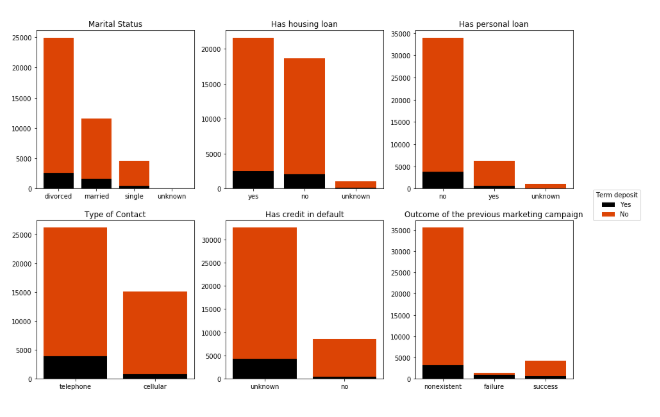 Marital Status
25000
20000
15000
10000
5000
0
divorced married single unknown
Has housing loan
20000
15000
10000
5000
0
yes no unknown
Has personal loan
35000
30000
25000
20000
15000
10000
5000
0
no yes unknown
Term deposit
Yes
No
Type of Contact
25000
20000
15000
10000
5000
0
telephone cellular
Has credit in default
30000
25000
20000
15000
10000
5000
0
unknown no
Outcome of the previous marketing campaign
35000
30000
25000
20000
15000
10000
5000
0
nonexistent failure success